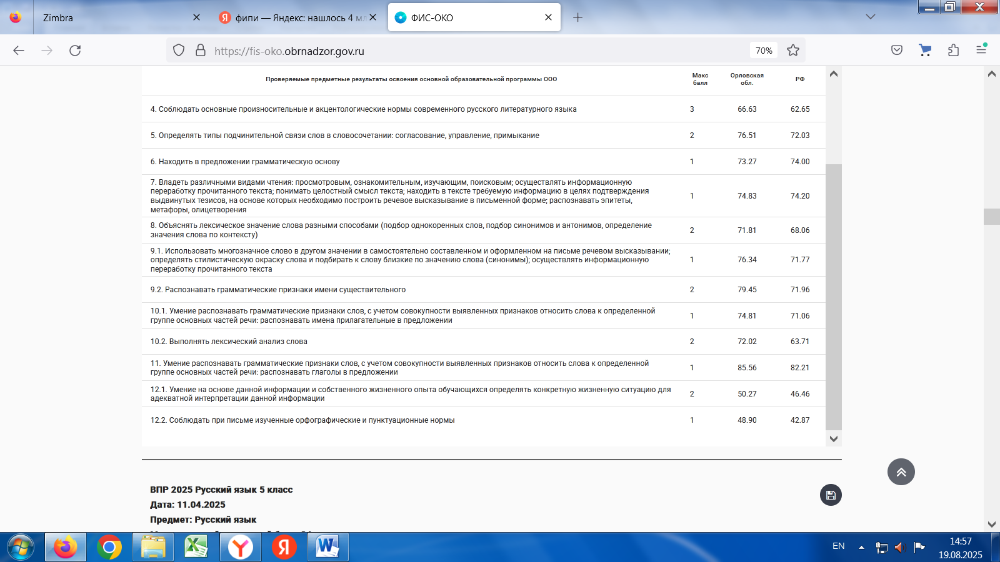 Zimbra
фипи — Яндекс: нашлось 4 мл
ФИС-ОКО
https://fis-oko.obrnadzor.gov.ru
70%
Проверяемые предметные результаты освоения основной образовательной программы ООО
Макс балл
Орловская обл.
РФ
4. Соблюдать основные произносительные и акцентологические нормы современного русского литературного языка 3 66.63 62.65
5. Определять типы подчинительной связи слов в словосочетании: согласование, управление, примыкание 2 76.51 72.03
6. Находить в предложении грамматическую основу 1 73.27 74.00
7. Владеть различными видами чтения: просмотровым, ознакомительным, изучающим, поисковым; осуществлять информационную
переработку прочитанного текста; понимать целостный смысл текста; находить в тексте требуемую информацию в целях подтверждения
выдвинутых тезисов, на основе которых необходимо построить речевое высказывание в письменной форме; распознавать эпитеты,
метафоры, олицетворения
1 74.83 74.20
8. Объяснять лексическое значение слова разными способами (подбор однокоренных слов, подбор синонимов и антонимов, определение
значения слова по контексту)
2 71.81 68.06
9.1. Использовать многозначное слово в другом значении в самостоятельно составленном и оформленном на письме речевом высказывании;
определять стилистическую окраску слова и подбирать к слову близкие по значению слова (синонимы); осуществлять информационную
переработку прочитанного текста
1 76.34 71.77
9.2. Распознавать грамматические признаки имени существительного 2 79.45 71.96
10.1. Умение распознавать грамматические признаки слов, с учетом совокупности выявленных признаков относить слова к определенной
группе основных частей речи: распознавать имена прилагательные в предложении
1 74.81 71.06
10.2. Выполнять лексический анализ слова 2 72.02 63.71
11. Умение распознавать грамматические признаки слов, с учетом совокупности выявленных признаков относить слова к определенной
группе основных частей речи: распознавать глаголы в предложении
1 85.56 82.21
12.1. Умение на основе данной информации и собственного жизненного опыта обучающихся определять конкретную жизненную ситуацию для
адекватной интерпретации данной информации
2 50.27 46.46
12.2. Соблюдать при письме изученные орфографические и пунктуационные нормы 1 48.90 42.87
ВПР 2025 Русский язык 5 класс
Дата: 11.04.2025
Предмет: Русский язык
EN
14:57
19.08.2025